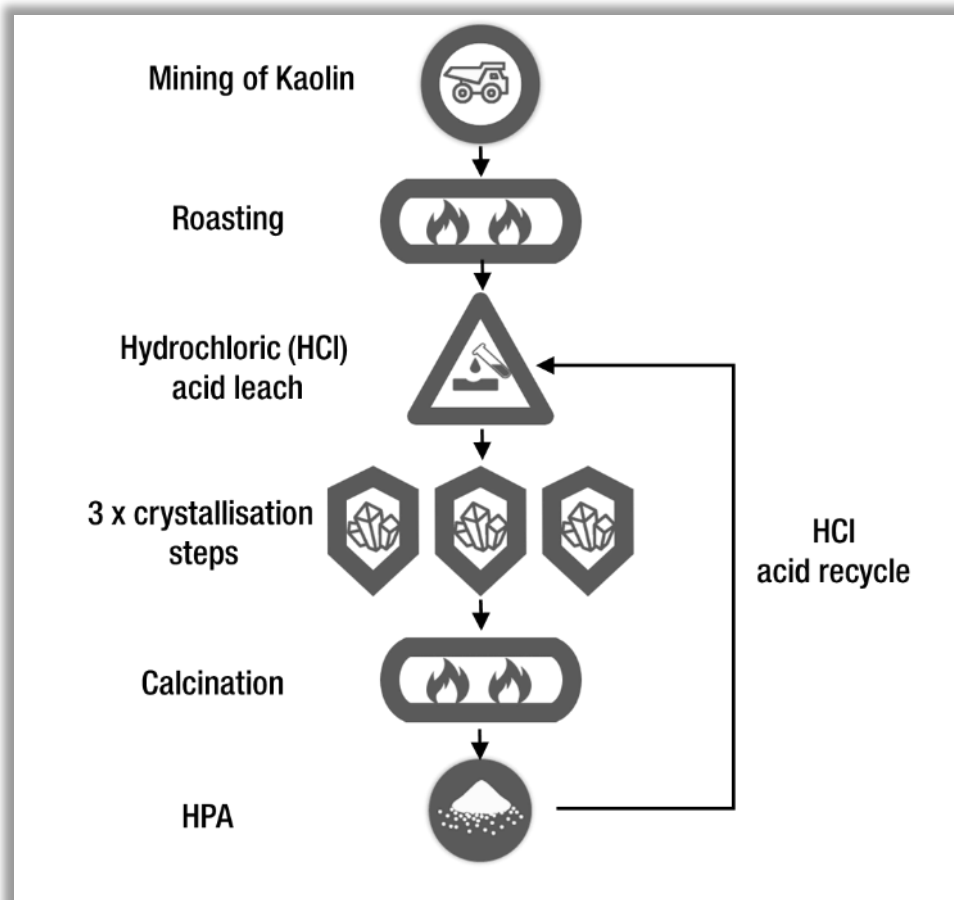 Mining of Kaolin
Roasting
Hydrochloric (HCl)
acid leach
3 x crystallisation
steps
HCl
acid recycle
Calcination
HPA